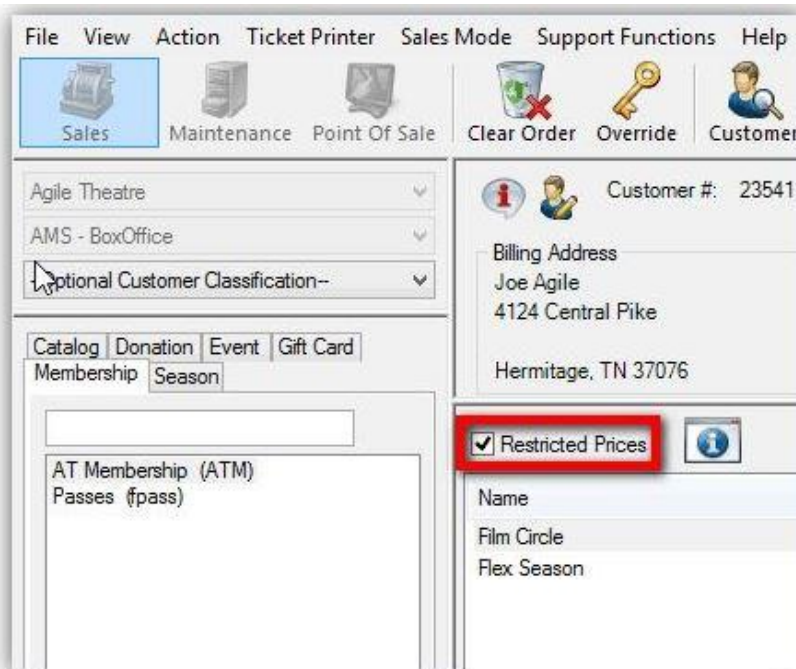 File View Action Ticket Printer Sales Mode Support Functions Help
Sales Maintenance Point Of Sale Clear Order Override Customer
Agile Theatre
AMS - BoxOffice
Optional Customer Classification--
Catalog Donation Event Gift Card
Membership Season
AT Membership (ATM)
Passes (fpass)
Customer #: 23541
Billing Address
Joe Agile
4124 Central Pike
Hermitage, TN 37076
Restricted Prices
Name
Film Circle
Flex Season